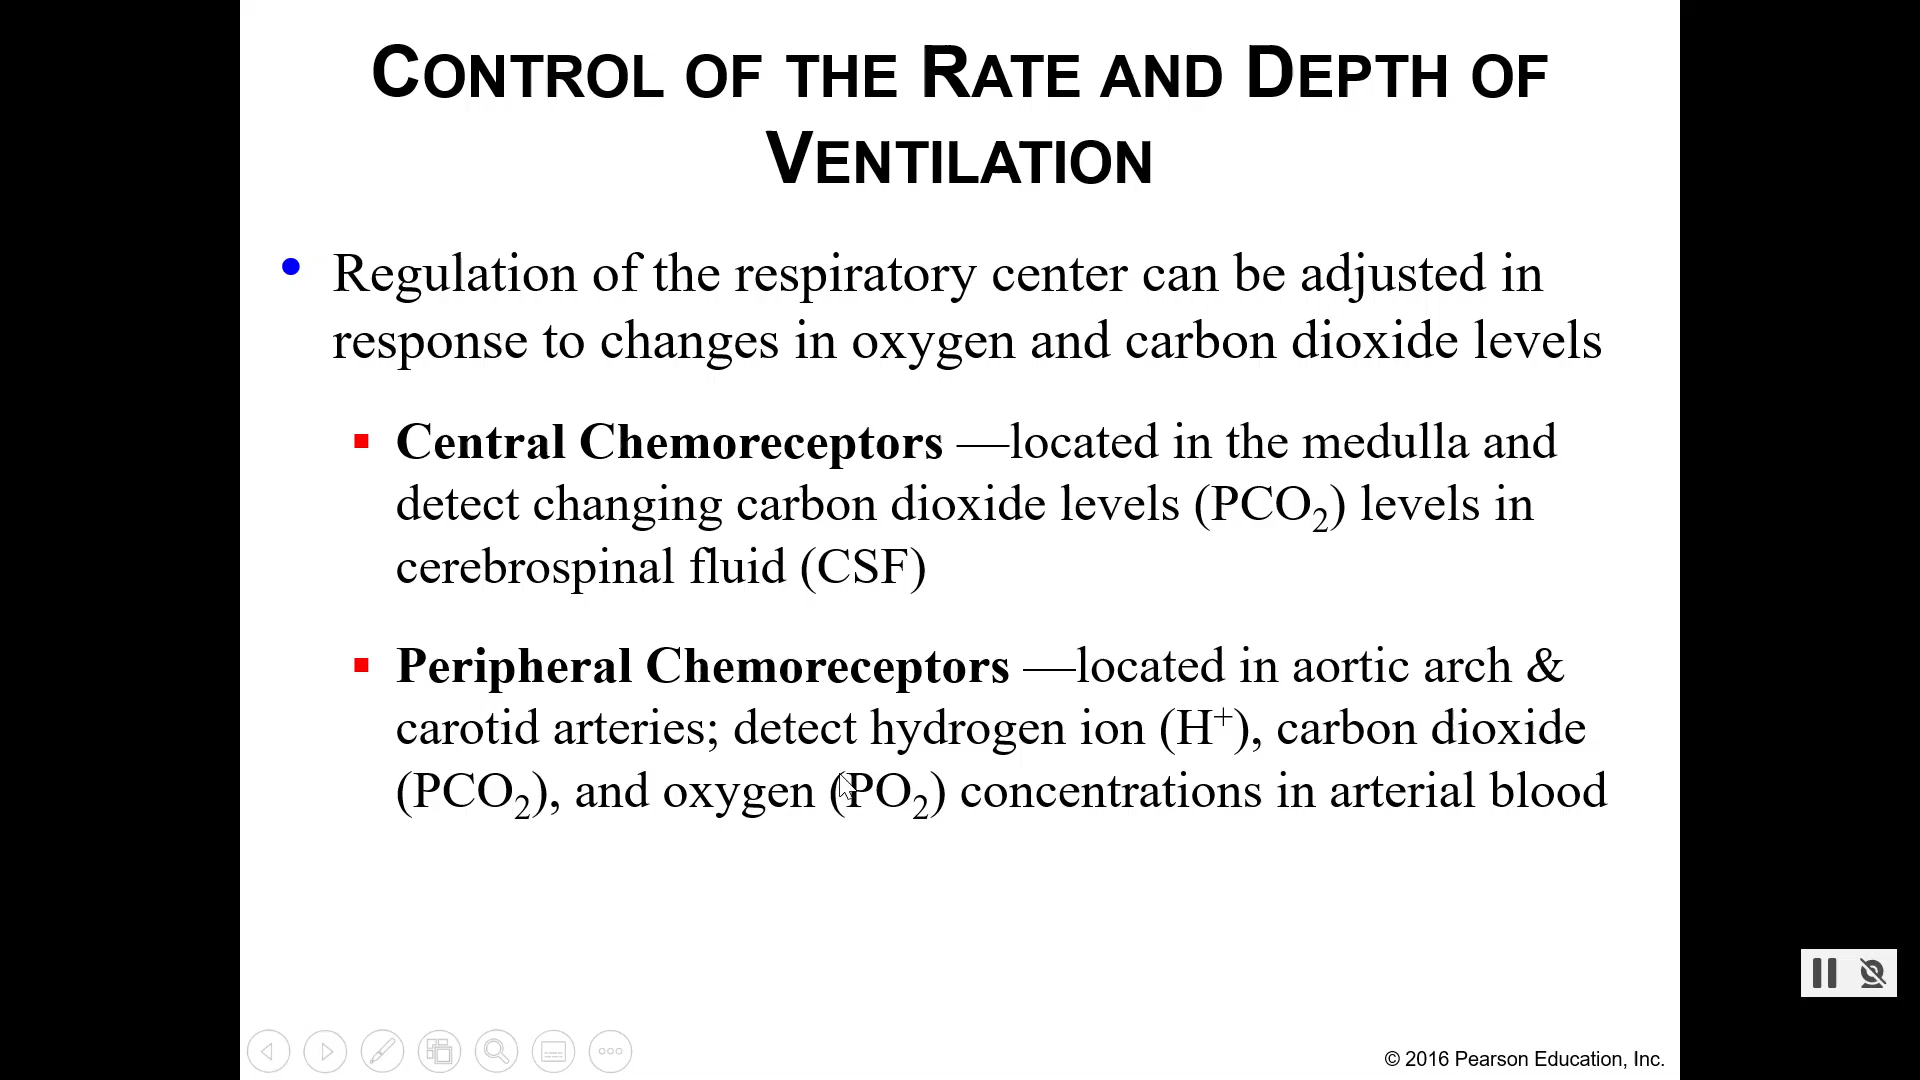 CONTROL OF THE RATE AND DEPTH OF
VENTILATION
• Regulation of the respiratory center can be adjusted in
response to changes in oxygen and carbon dioxide levels
▪ Central Chemoreceptors —located in the medulla and
detect changing carbon dioxide levels (PCO₂) levels in
cerebrospinal fluid (CSF)
▪ Peripheral Chemoreceptors —located in aortic arch &
carotid arteries; detect hydrogen ion (H⁺), carbon dioxide
(PCO₂), and oxygen (PO₂) concentrations in arterial blood
© 2016 Pearson Education, Inc.